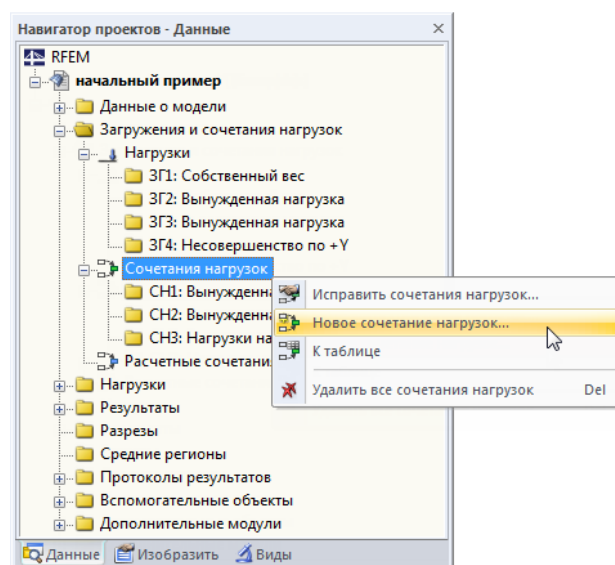 Навигатор проектов - Данные
RFEM
начальный пример
Данные о модели
Загружения и сочетания нагрузок
Нагрузки
ЗГ1: Собственный вес
ЗГ2: Вынужденная нагрузка
ЗГ3: Вынужденная нагрузка
ЗГ4: Несовершенство по +Y
Сочетания нагрузок
СН1: Вынужденн
СН2: Вынужденн
СН3: Нагрузки на
Расчетные сочетани
Нагрузки
Результаты
Разрезы
Средние регионы
Протоколы результатов
Вспомогательные объекты
Дополнительные модули
Исправить сочетания нагрузок...
Новое сочетание нагрузок...
К таблице
Удалить все сочетания нагрузок Del
Данные Изобразить Виды